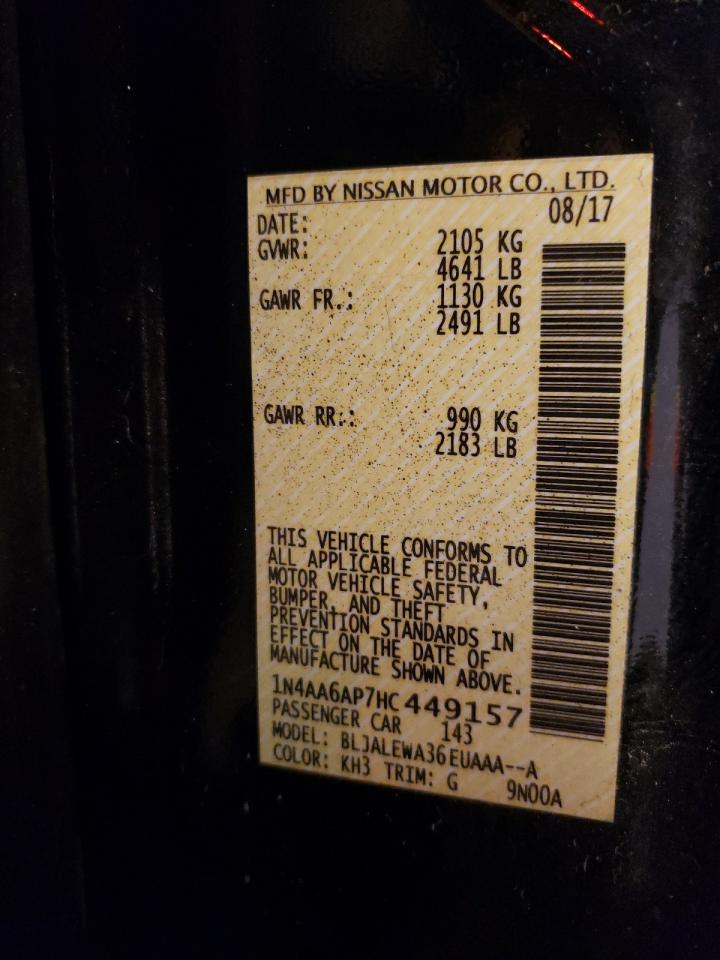 MFD BY NISSAN MOTOR CO., LTD.
DATE: 08/17
GVWR: 2105 KG
4641 LB
GAWR FR.: 1130 KG
2491 LB
GAWR RR.: 990 KG
2183 LB
THIS VEHICLE CONFORMS TO
ALL APPLICABLE FEDERAL
MOTOR VEHICLE SAFETY,
BUMPER, AND THEFT
PREVENTION STANDARDS IN
EFFECT ON THE DATE OF
MANUFACTURE SHOWN ABOVE.
1N4AA6AP7HC449157
PASSENGER CAR 143
MODEL: BLJALEWA36EUAAA--A
COLOR: KH3 TRIM: G 9N00A